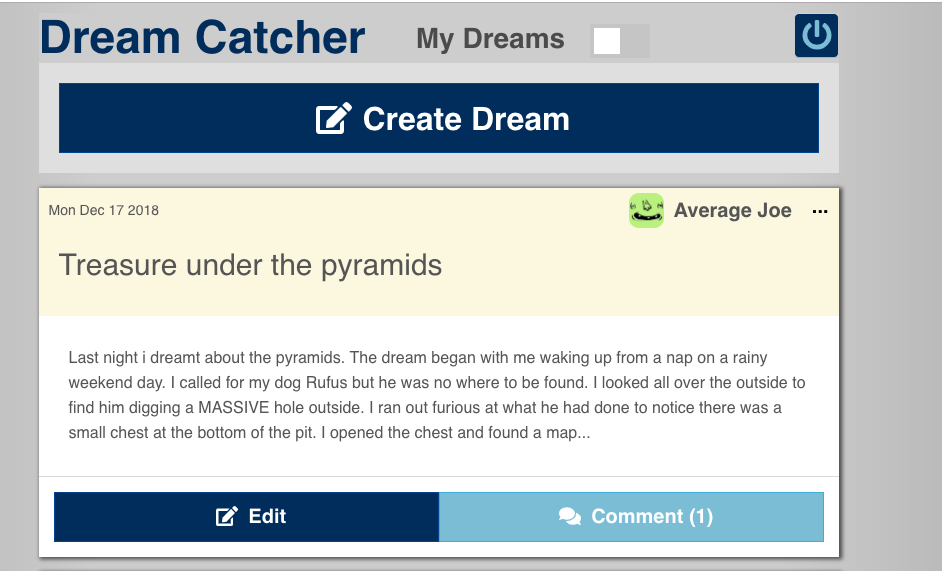 Dream Catcher My Dreams
Create Dream
Mon Dec 17 2018 Average Joe ...
Treasure under the pyramids
Last night i dreamt about the pyramids. The dream began with me waking up from a nap on a rainy
weekend day. I called for my dog Rufus but he was no where to be found. I looked all over the outside to
find him digging a MASSIVE hole outside. I ran out furious at what he had done to notice there was a
small chest at the bottom of the pit. I opened the chest and found a map...
Edit Comment (1)